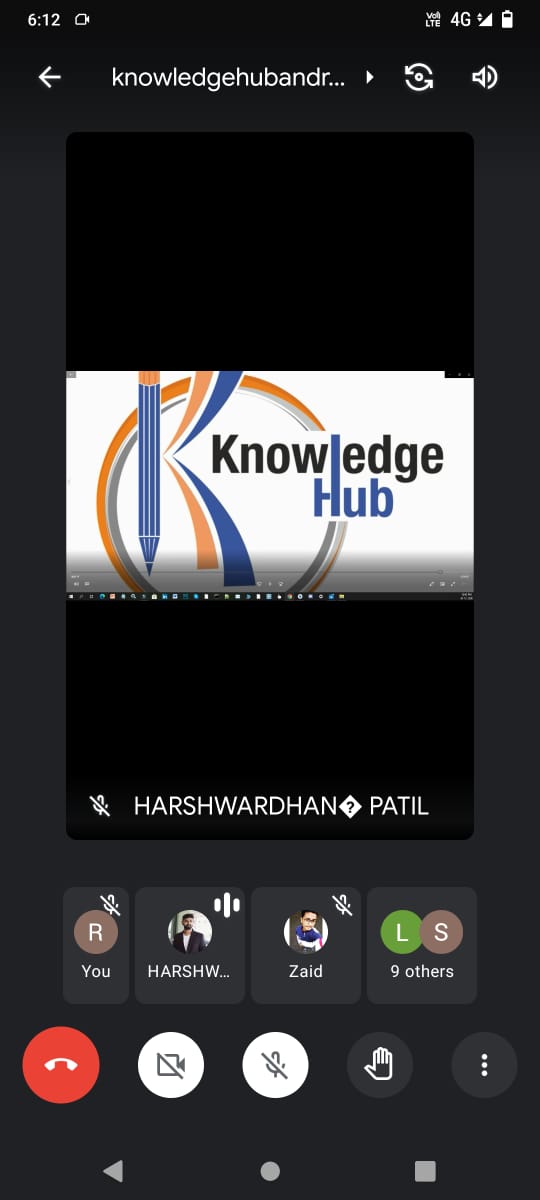 6:12
Vo)
LTE
4G
knowledgehubandr...
Knowledge
Hub
HARSHWARDHAN� PATIL
R
L
S
You
HARSHW...
Zaid
9 others